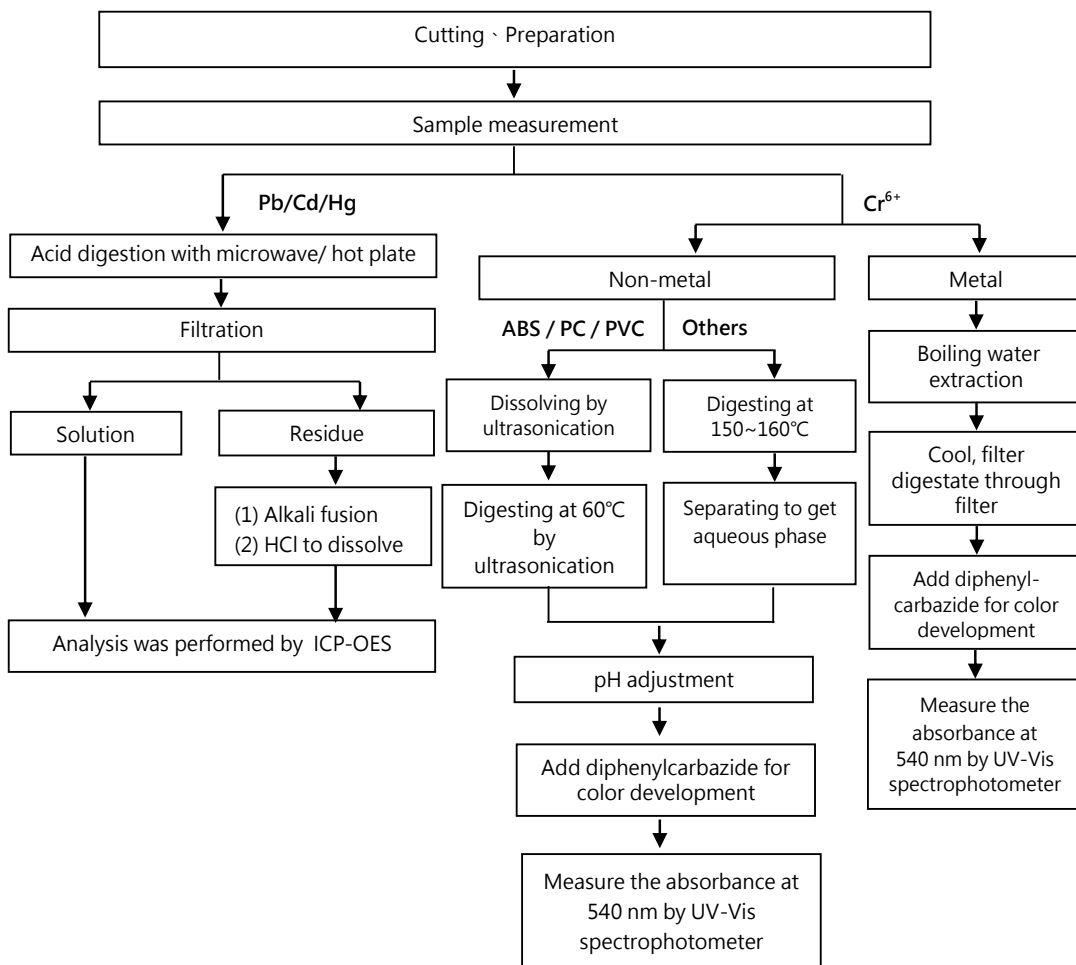 Cutting、Preparation
Sample measurement
Pb/Cd/Hg
Cr6+
Acid digestion with microwave/ hot plate
Filtration
Solution
Residue
(1) Alkali fusion
(2) HCl to dissolve
Analysis was performed by ICP-OES
Non-metal
ABS / PC / PVC
Others
Dissolving by
ultrasonication
Digesting at
150~160℃
Digesting at 60℃
by
ultrasonication
Separating to get
aqueous phase
pH adjustment
Add diphenylcarbazide for
color development
Measure the absorbance at
540 nm by UV-Vis
spectrophotometer
Metal
Boiling water
extraction
Cool, filter
digestate through
filter
Add diphenyl-
carbazide for color
development
Measure the
absorbance at
540 nm by UV-Vis
spectrophotometer